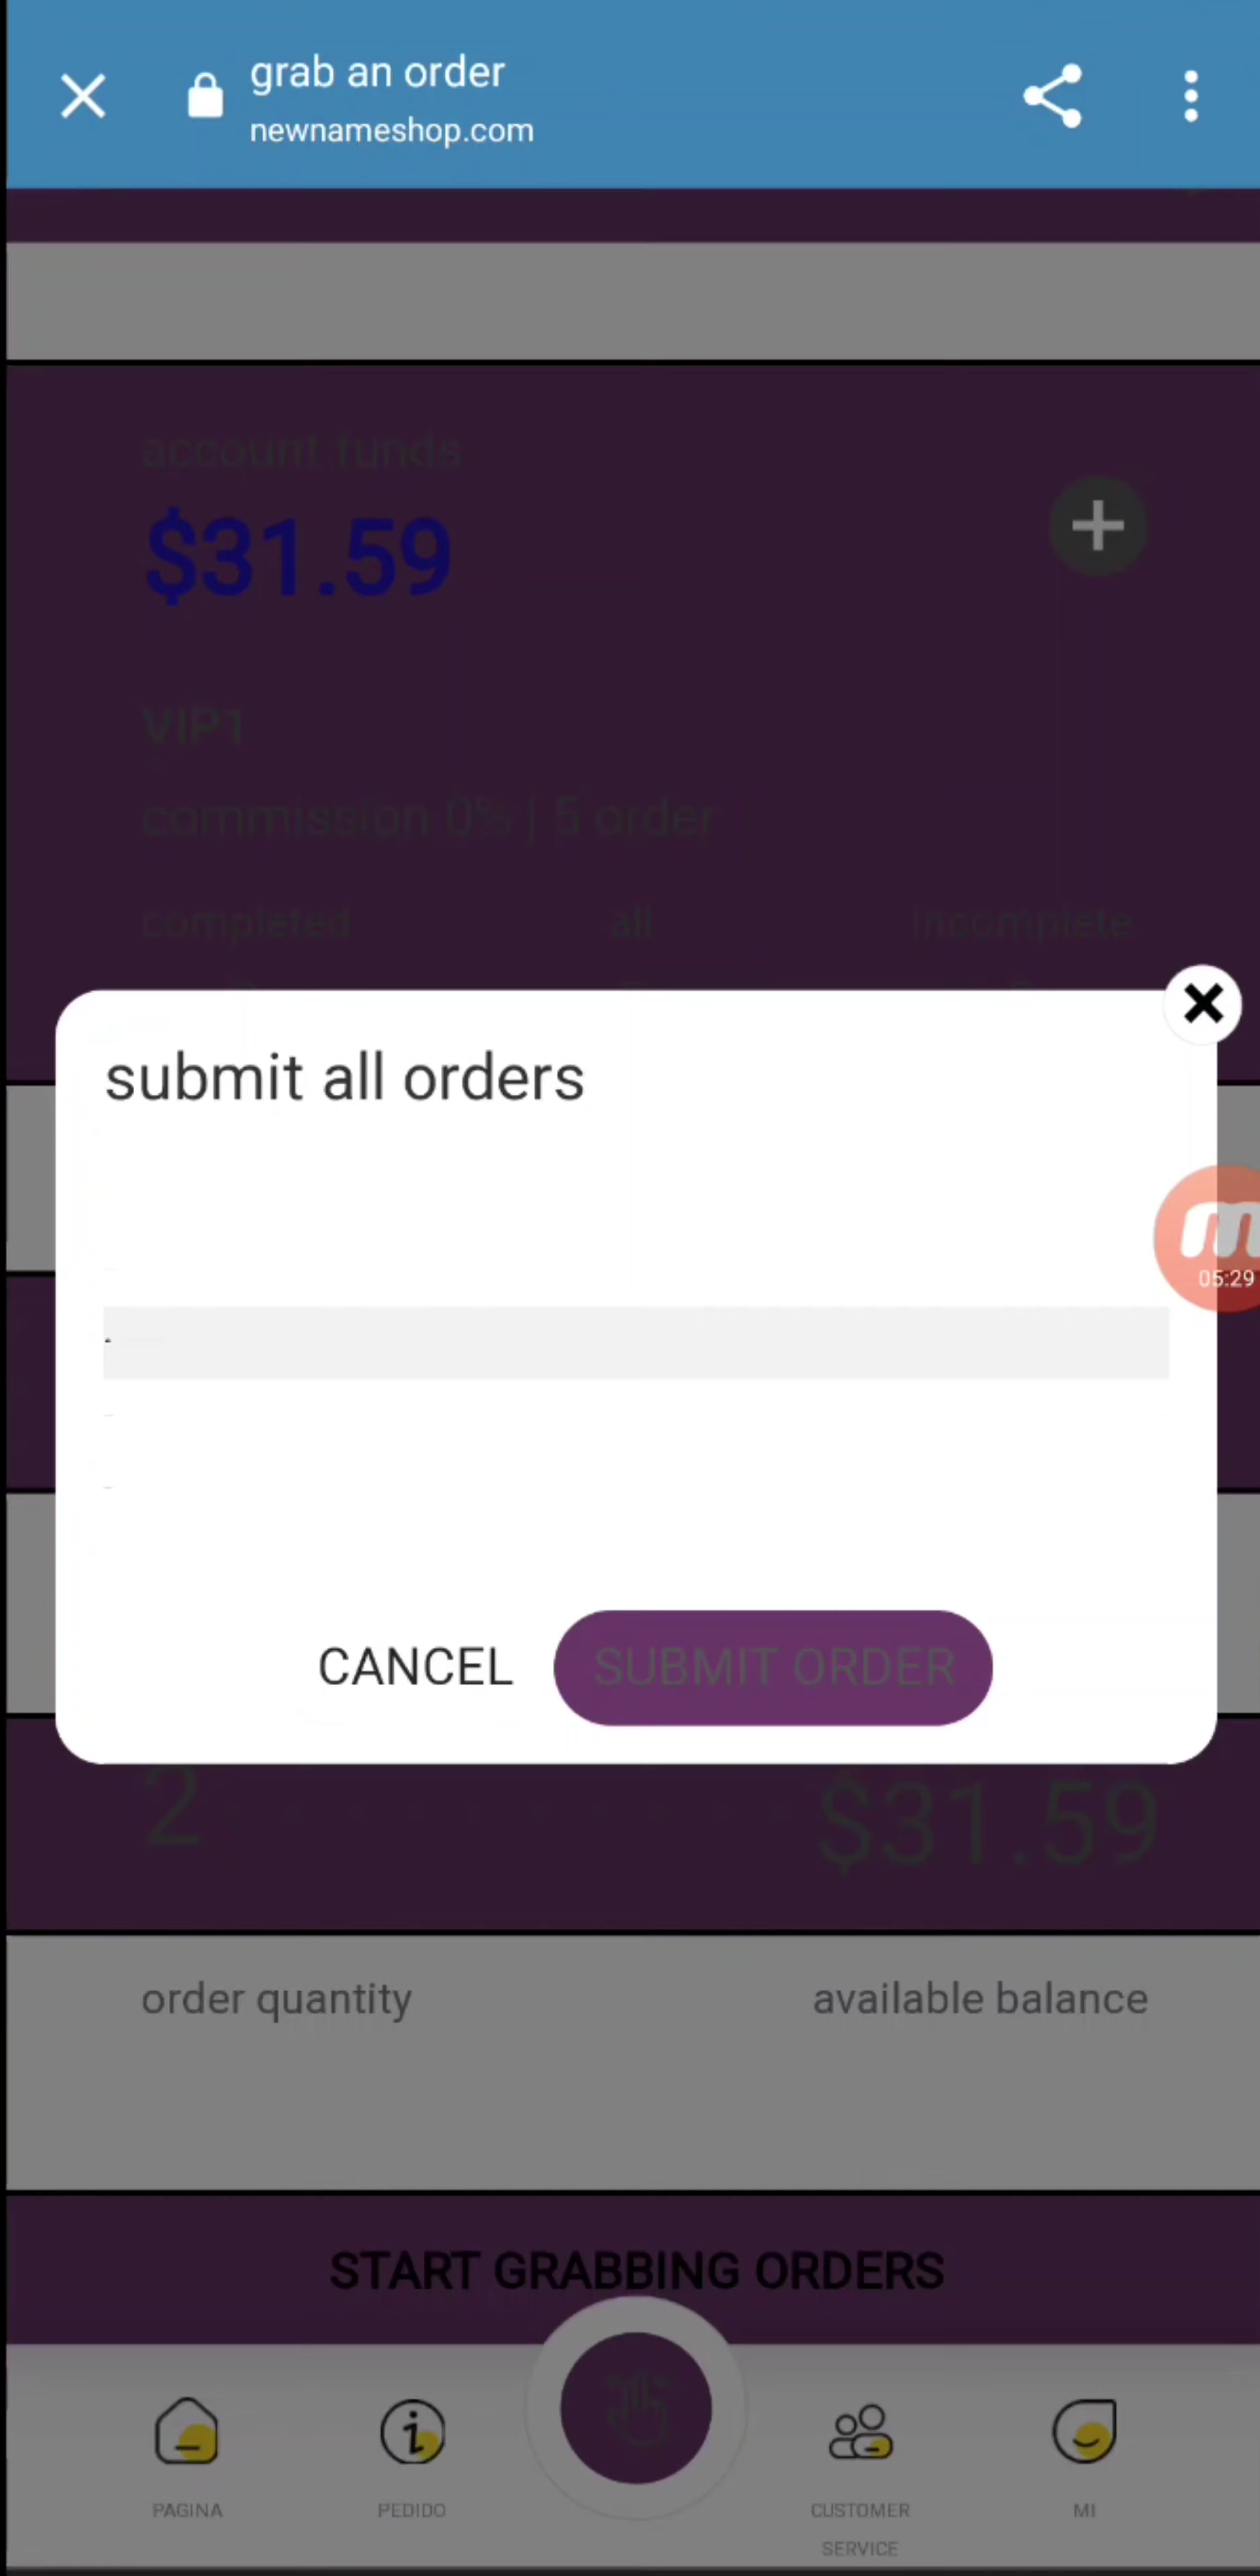 grab an order
newnameshop.com
account funds
$31.59
VIP1
commission 0% | 5 order
completed all incomplete
submit all orders
05:29
CANCEL SUBMIT ORDER
2 $31.59
order quantity available balance
START GRABBING ORDERS
PAGINA PEDIDO CUSTOMER SERVICE MI